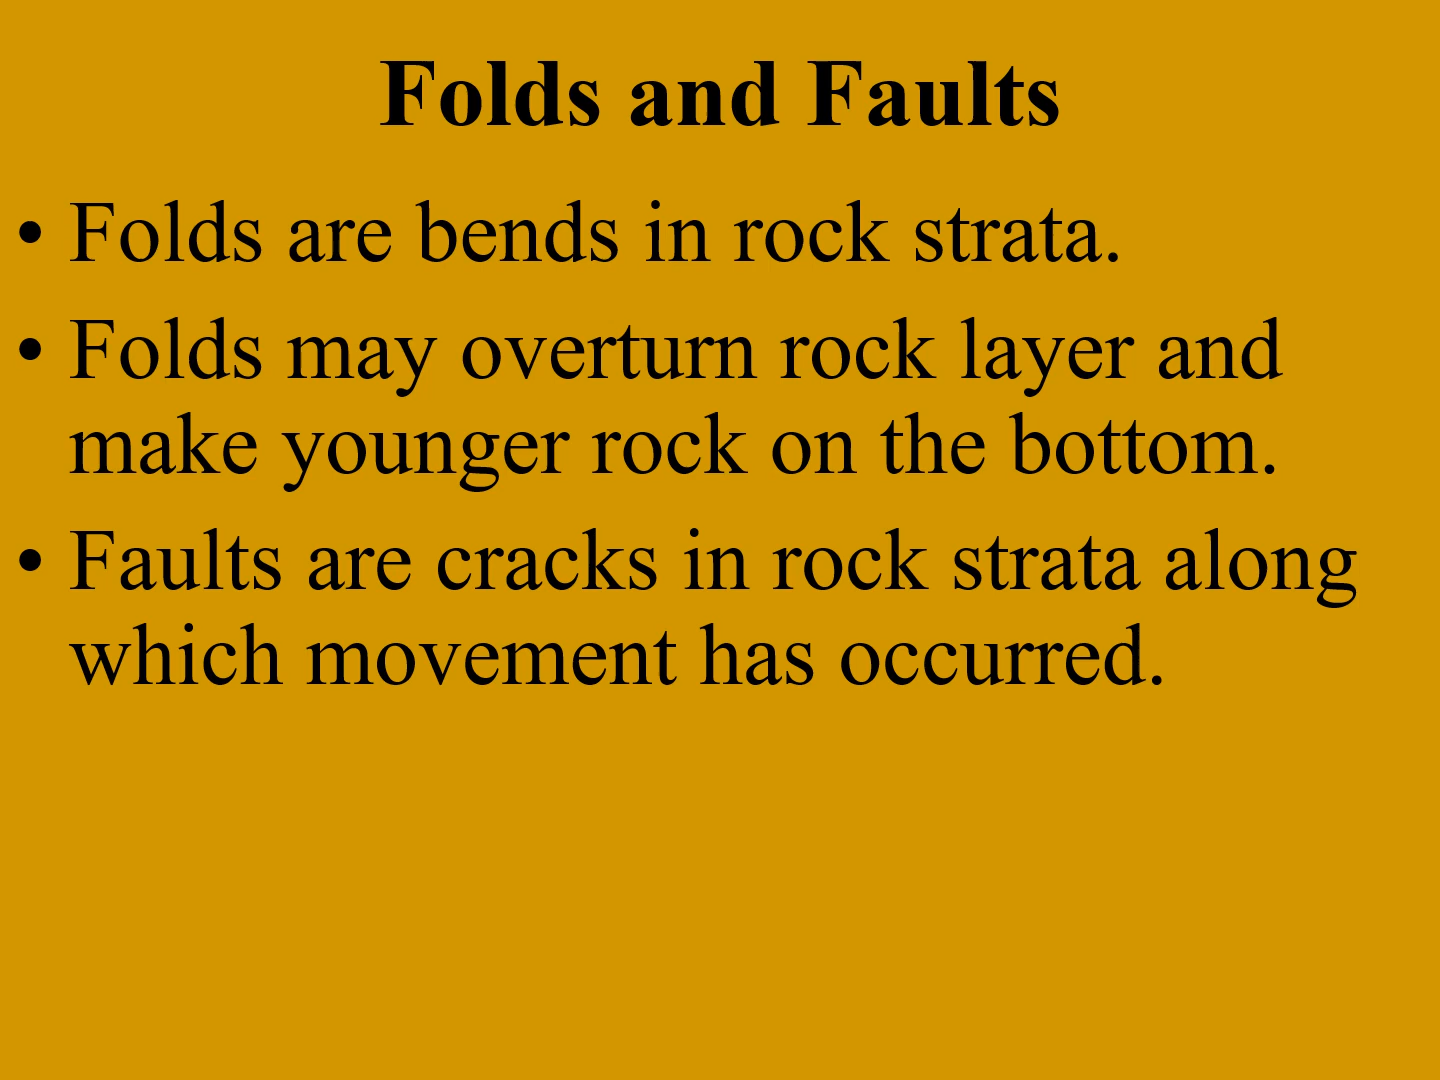 Folds and Faults
• Folds are bends in rock strata.
• Folds may overturn rock layer and
make younger rock on the bottom.
• Faults are cracks in rock strata along
which movement has occurred.